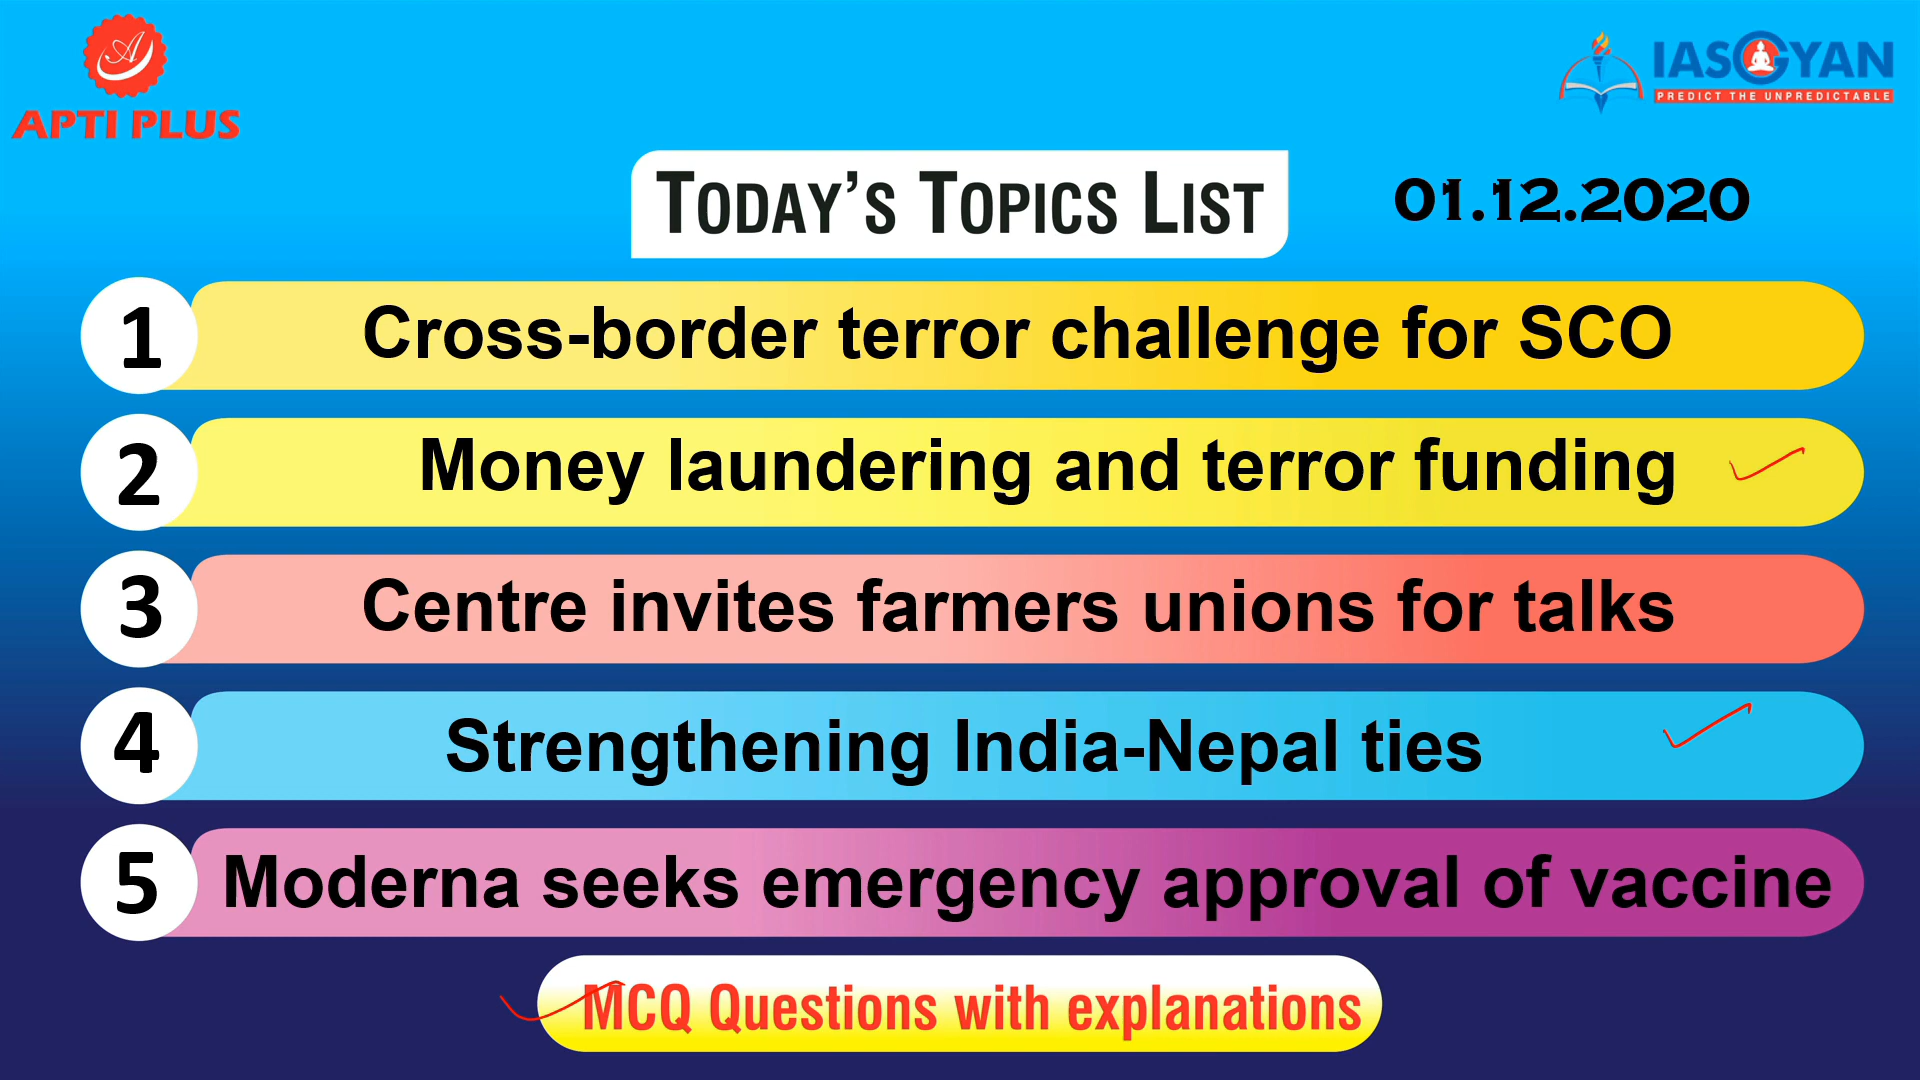 APTI PLUS
IASGYAN
PREDICT THE UNPREDICTABLE
TODAY'S TOPICS LIST
01.12.2020
1 Cross-border terror challenge for SCO
2 Money laundering and terror funding
3 Centre invites farmers unions for talks
4 Strengthening India-Nepal ties
5 Moderna seeks emergency approval of vaccine
MCQ Questions with explanations